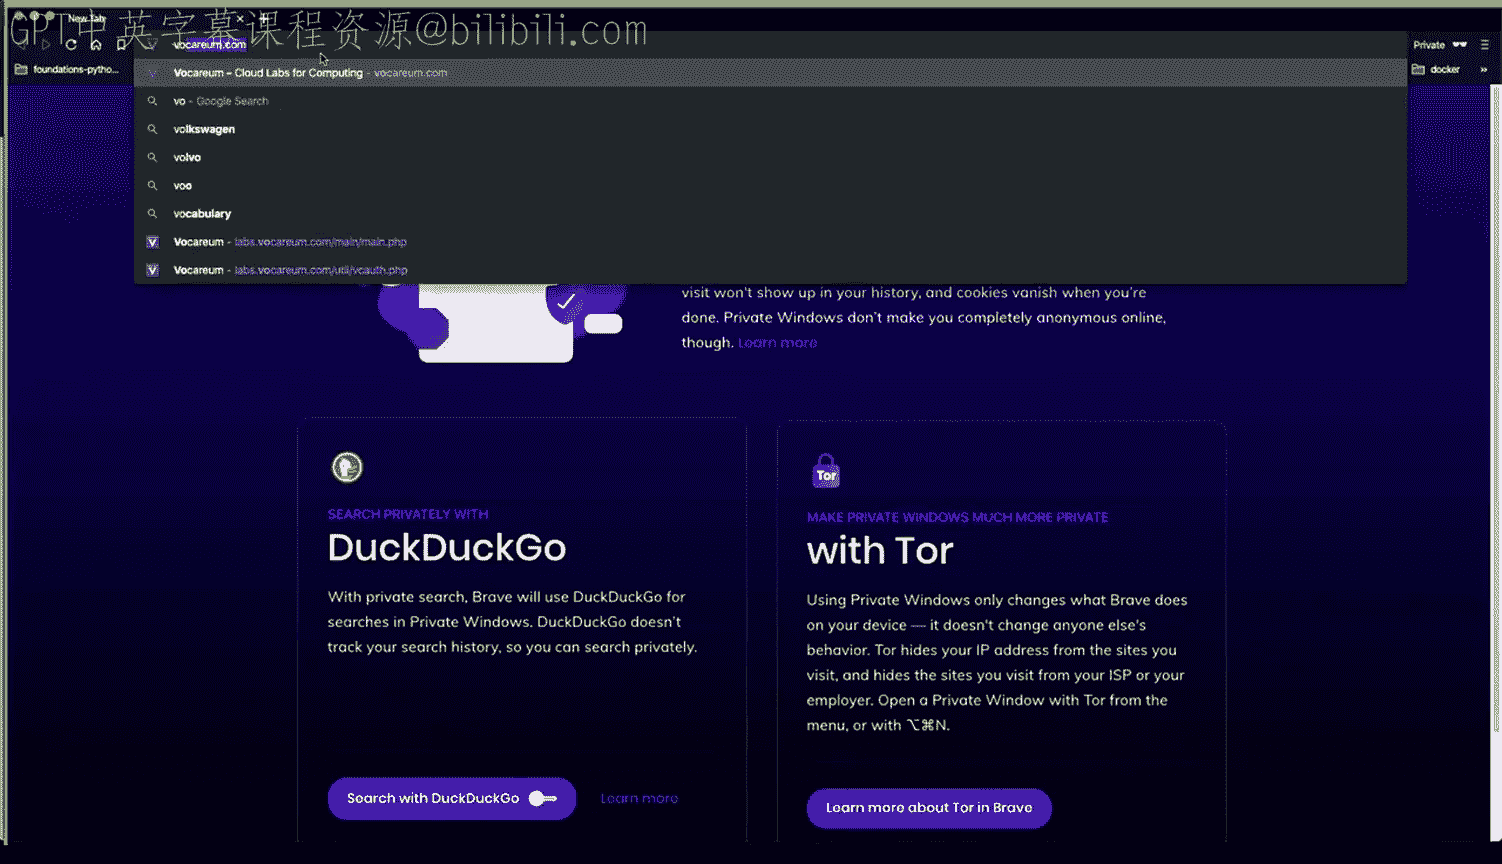 GPT中英字幕课程资源@bilibili.com
New Tab
vocareum.com
Private
foundations-pytho...
docker
»
Vocareum – Cloud Labs for Computing - vocareum.com
vo - Google Search
volkswagen
volvo
voo
vocabulary
Vocareum - labs.vocareum.com/main/main.php
Vocareum - labs.vocareum.com/util/vcauth.php
visit won't show up in your history, and cookies vanish when you're
done. Private Windows don't make you completely anonymous online,
though. Learn more
SEARCH PRIVATELY WITH
DuckDuckGo
With private search, Brave will use DuckDuckGo for
searches in Private Windows. DuckDuckGo doesn't
track your search history, so you can search privately.
Search with DuckDuckGo
Learn more
Tor
MAKE PRIVATE WINDOWS MUCH MORE PRIVATE
with Tor
Using Private Windows only changes what Brave does
on your device — it doesn't change anyone else's
behavior. Tor hides your IP address from the sites you
visit, and hides the sites you visit from your ISP or your
employer. Open a Private Window with Tor from the
menu, or with ⌥⌘N.
Learn more about Tor in Brave